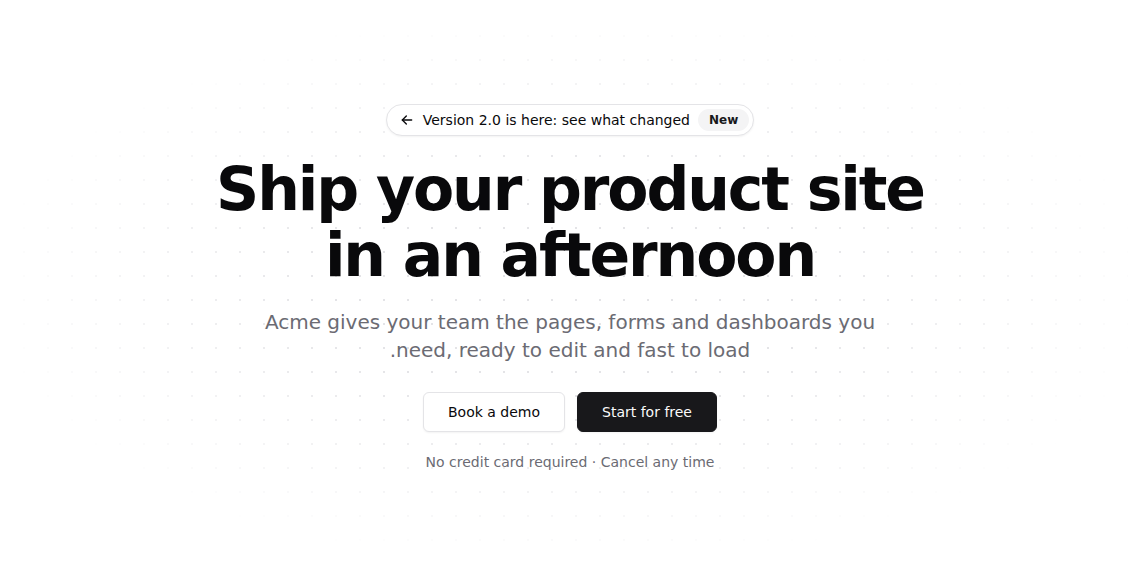 Version 2.0 is here: see what changed New
Ship your product site
in an afternoon
Acme gives your team the pages, forms and dashboards you
.need, ready to edit and fast to load
Book a demo
Start for free
No credit card required · Cancel any time